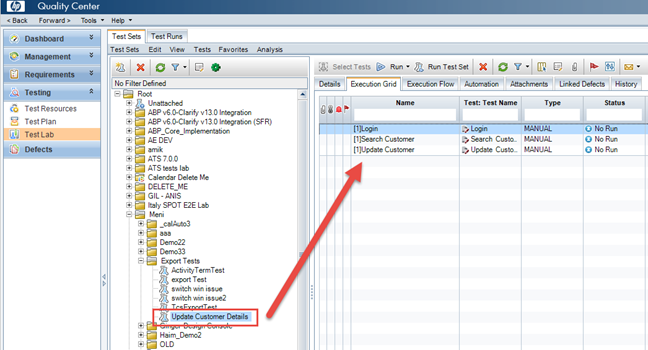 hp Quality Center
< Back Forward > Tools Help
Dashboard
Management
Requirements
Testing
Test Resources
Test Plan
Test Lab
Defects
Test Sets Test Runs
Test Sets Edit View Tests Favorites Analysis
No Filter Defined
Root
Unattached
ABP v6.0-Clarify v13.0 Integration
ABP v6.0-Clarify v13.0 Integration (SFR)
ABP_Core_Implementation
AE DEV
amik
ATS 7.0.0
ATS tests lab
Calendar Delete Me
DELETE_ME
GIL - ANIS
Italy SPOT E2E Lab
Meni
_calAuto3
aaa
Demo22
Demo33
Export Tests
ActivityTermTest
export Test
switch win issue
switch win issue2
TcsExportTest
Update Customer Details
Ginger Design Console
Haim_Demo2
OLD
Select Tests Run Run Test Set
Details Execution Grid Execution Flow Automation Attachments Linked Defects History
Name Test: Test Name Type Status
[1]Login Login MANUAL No Run
[1]Search Customer Search Custo.. MANUAL No Run
[1]Update Customer Update Custo.. MANUAL No Run